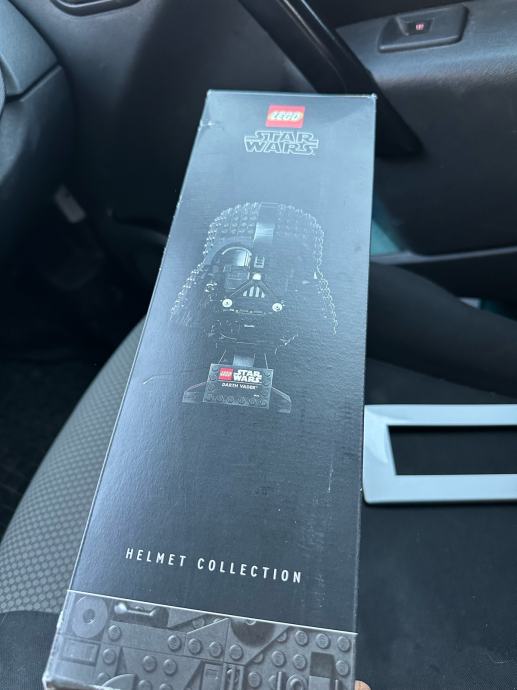 LEGO
STAR
WARS
LEGO STAR
WARS
DARTH VADER
HELMET COLLECTION